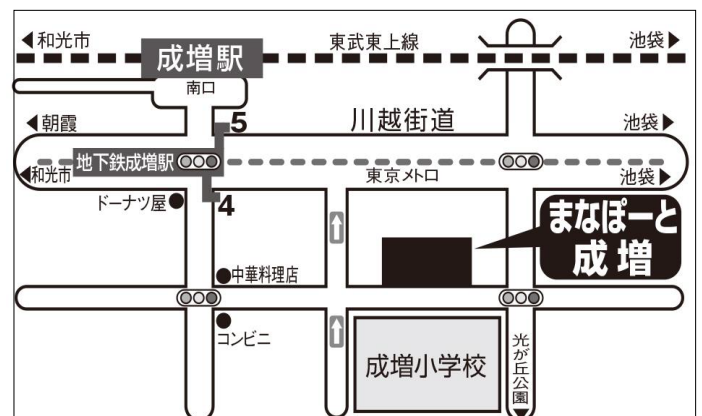 ◀和光市
東武東上線
池袋▶
成増駅
南口
◀朝霞
5
川越街道
池袋▶
地下鉄成増駅
◀和光市
東京メトロ
池袋▶
ドーナツ屋
4
まなぽーと
成増
中華料理店
コンビニ
成増小学校
光が丘公園▼